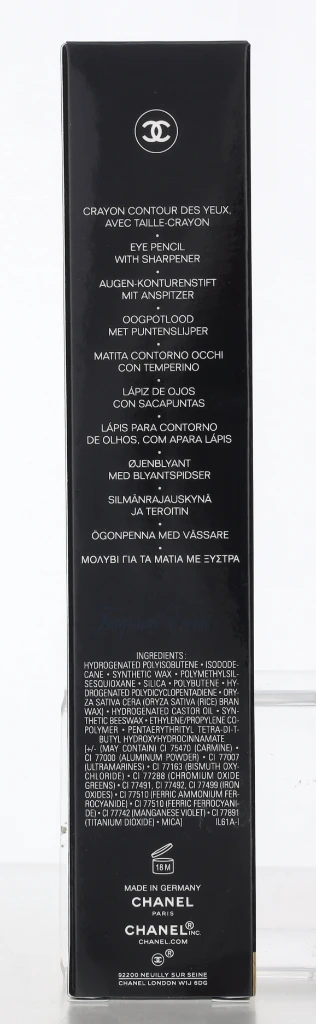 CRAYON CONTOUR DES YEUX,
AVEC TAILLE-CRAYON
•
EYE PENCIL
WITH SHARPENER
•
AUGEN-KONTURENSTIFT
MIT ANSPITZER
•
OOGPOTLOOD
MET PUNTENSLIJPER
•
MATITA CONTORNO OCCHI
CON TEMPERINO
•
LÁPIZ DE OJOS
CON SACAPUNTAS
•
LÁPIS PARA CONTORNO
DE OLHOS, COM APARA LÁPIS
•
ØJENBLYANT
MED BLYANTSPIDSER
•
SILMÄNRAJAUSKYNÄ
JA TEROITIN
•
ÖGONPENNA MED VÄSSARE
•
ΜΟΛΥΒΙ ΓΙΑ ΤΑ ΜΑΤΙΑ ΜΕ ΞΥΣΤΡΑ
INGREDIENTS:
HYDROGENATED POLYISOBUTENE • ISODODE-
CANE • SYNTHETIC WAX • POLYMETHYLSIL-
SESQUIOXANE • SILICA • POLYBUTENE • HY-
DROGENATED POLYDICYCLOPENTADIENE • ORY-
ZA SATIVA CERA (ORYZA SATIVA (RICE) BRAN
WAX) • HYDROGENATED CASTOR OIL • SYN-
THETIC BEESWAX • ETHYLENE/PROPYLENE CO-
POLYMER • PENTAERYTHRITYL TETRA-DI-T-
BUTYL HYDROXYHYDROCINNAMATE
[+/- (MAY CONTAIN) CI 75470 (CARMINE) •
CI 77000 (ALUMINUM POWDER) • CI 77007
(ULTRAMARINES) • CI 77163 (BISMUTH OXY-
CHLORIDE) • CI 77288 (CHROMIUM OXIDE
GREENS) • CI 77491, CI 77492, CI 77499 (IRON
OXIDES) • CI 77510 (FERRIC AMMONIUM FER-
ROCYANIDE) • CI 77510 (FERRIC FERROCYANI-
DE) • CI 77742 (MANGANESE VIOLET) • CI 77891
(TITANIUM DIOXIDE) • MICA] IL61A-I
18 M
MADE IN GERMANY
CHANEL
PARIS
CHANEL® INC.
CHANEL.COM
®
92200 NEUILLY SUR SEINE
CHANEL LONDON W1J 6DG